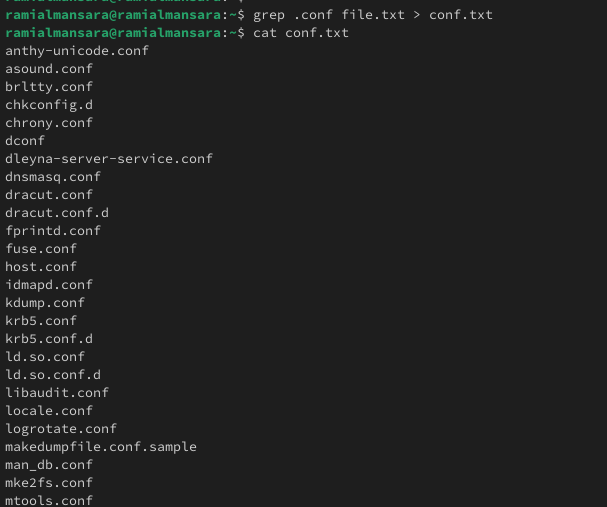 ramialmansara@ramialmansara:~$ grep .conf file.txt > conf.txt
ramialmansara@ramialmansara:~$ cat conf.txt
anthy-unicode.conf
asound.conf
brltty.conf
chkconfig.d
chrony.conf
dconf
dleyna-server-service.conf
dnsmasq.conf
dracut.conf
dracut.conf.d
fprintd.conf
fuse.conf
host.conf
idmapd.conf
kdump.conf
krb5.conf
krb5.conf.d
ld.so.conf
ld.so.conf.d
libaudit.conf
locale.conf
logrotate.conf
makedumpfile.conf.sample
man_db.conf
mke2fs.conf
mtools.conf